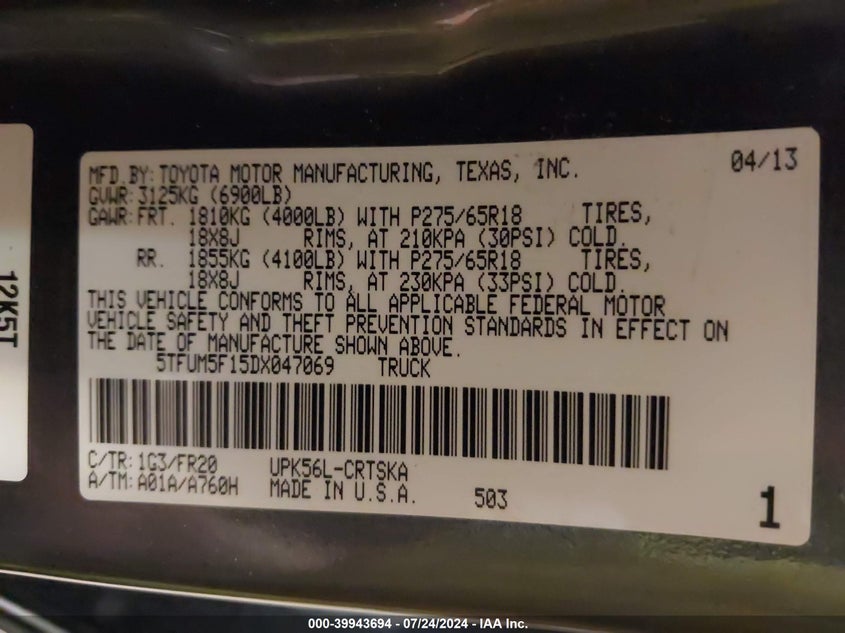 MFD.BY:TOYOTA MOTOR MANUFACTURING, TEXAS, INC. 04/13
GVWR:3125KG (6900LB)
GAWR:FRT. 1810KG (4000LB) WITH P275/65R18 TIRES,
18X8J RIMS, AT 210KPA (30PSI) COLD.
RR. 1855KG (4100LB) WITH P275/65R18 TIRES,
18X8J RIMS, AT 230KPA (33PSI) COLD.
THIS VEHICLE CONFORMS TO ALL APPLICABLE FEDERAL MOTOR
VEHICLE SAFETY AND THEFT PREVENTION STANDARDS IN EFFECT ON
THE DATE OF MANUFACTURE SHOWN ABOVE.
5TFUM5F15DX047069 TRUCK
C/TR:1G3/FR20 UPK56L-CRTSKA
A/TM:A01A/A760H MADE IN U.S.A. 503
1
12K5T
000-39943694 - 07/24/2024 - IAA Inc.